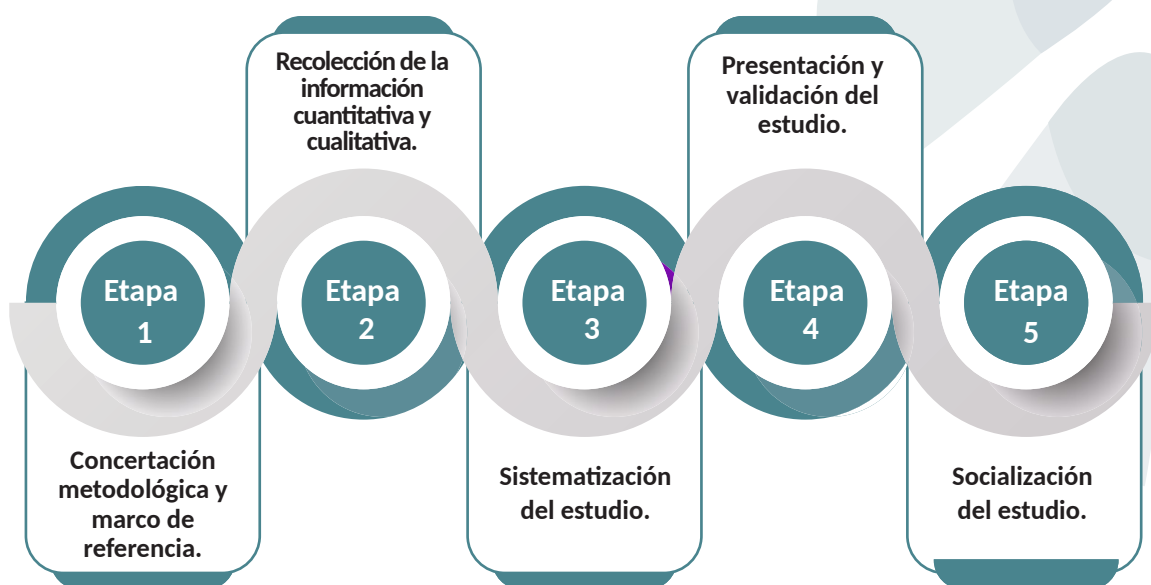 Etapa
1
Concertación
metodológica y
marco de
referencia.
Recolección de la
información
cuantitativa y
cualitativa.
Etapa
2
Etapa
3
Sistematización
del estudio.
Presentación y
validación del
estudio.
Etapa
4
Etapa
5
Socialización
del estudio.